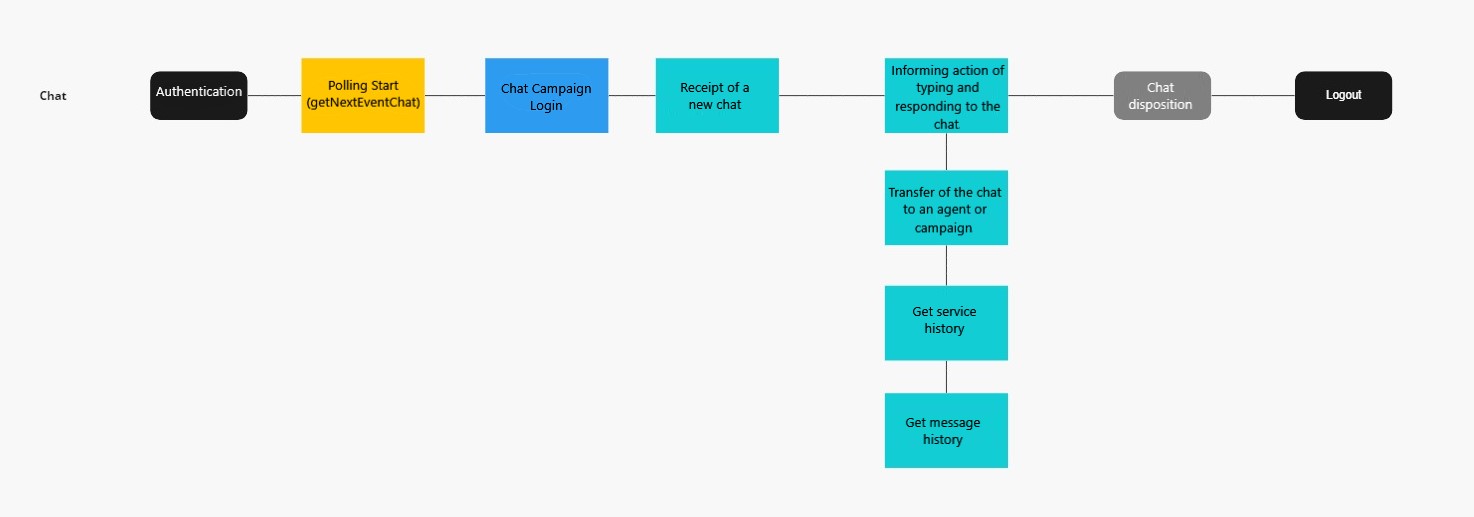 Chat
Authentication
Polling Start
(getNextEventChat)
Chat Campaign
Login
Receipt of a
new chat
Informing action of
typing and
responding to the
chat
Chat
disposition
Logout
Transfer of the chat
to an agent or
campaign
Get service
history
Get message
history